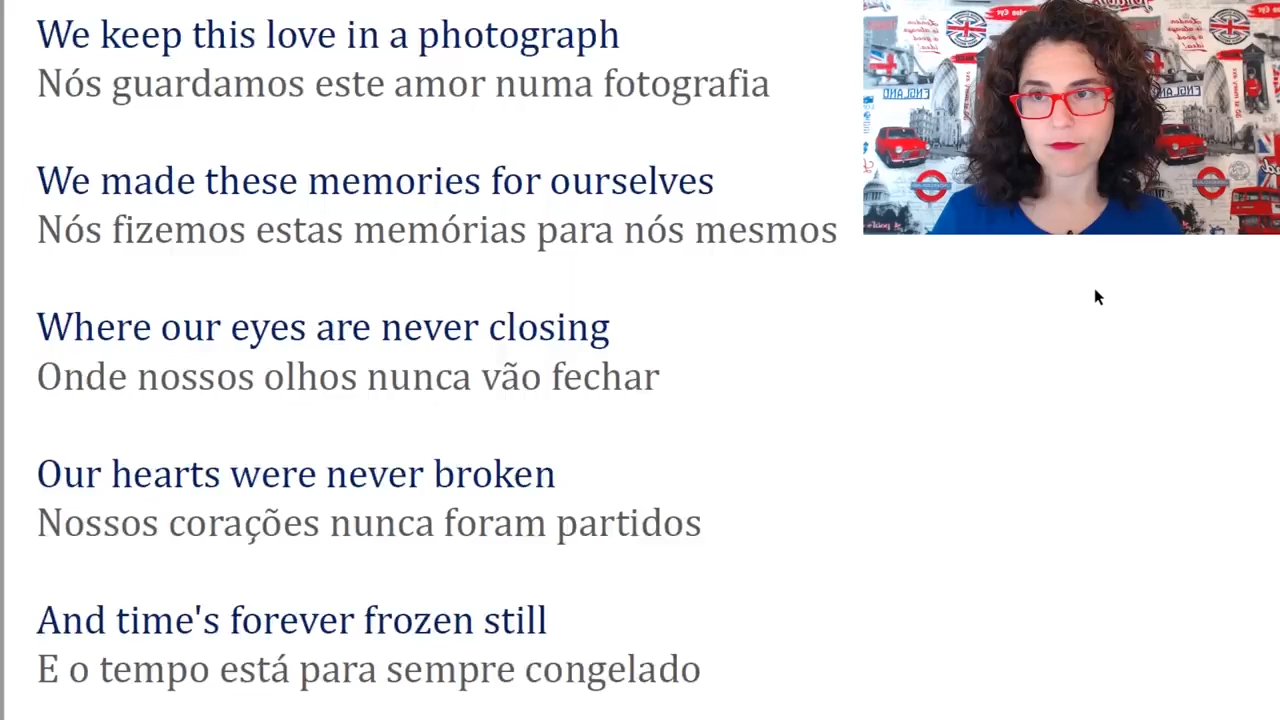 We keep this love in a photograph
Nós guardamos este amor numa fotografia
We made these memories for ourselves
Nós fizemos estas memórias para nós mesmos
Where our eyes are never closing
Onde nossos olhos nunca vão fechar
Our hearts were never broken
Nossos corações nunca foram partidos
And time's forever frozen still
E o tempo está para sempre congelado
ENGLAND
ENGLAND